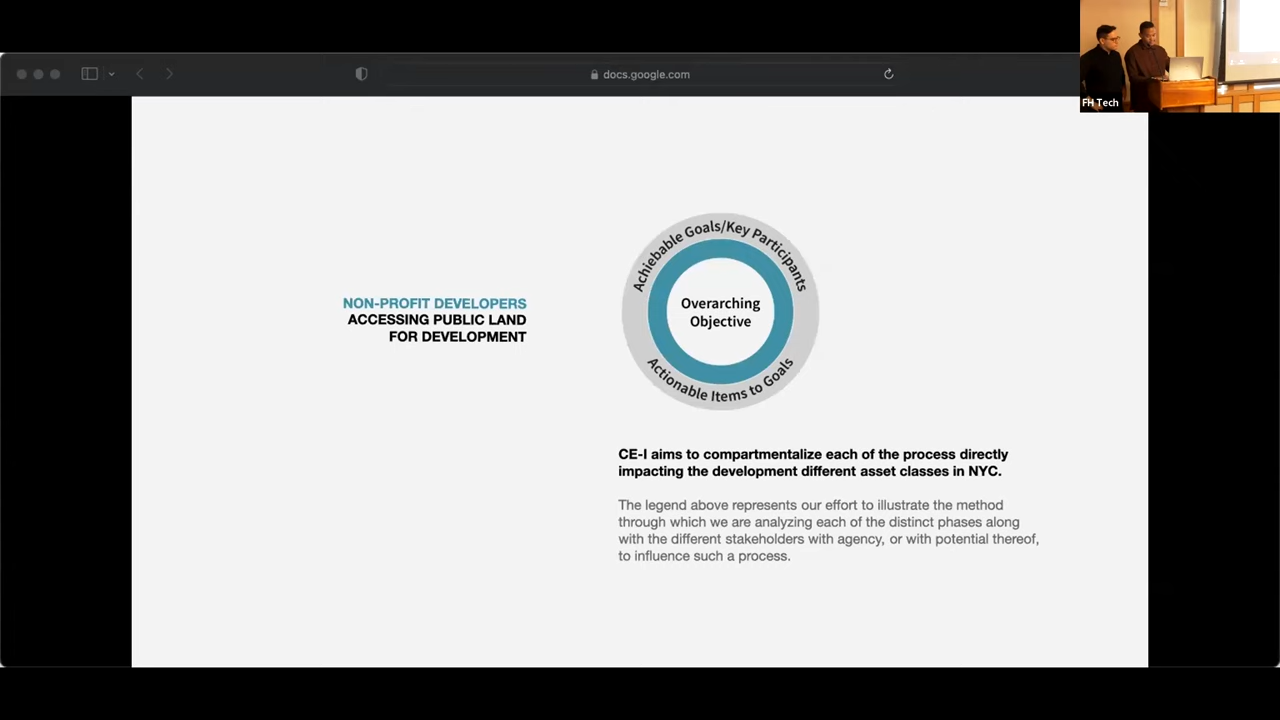 docs.google.com
FH Tech
NON-PROFIT DEVELOPERS
ACCESSING PUBLIC LAND
FOR DEVELOPMENT
Achiebable Goals/Key Participants
Overarching
Objective
Actionable Items to Goals
CE-I aims to compartmentalize each of the process directly
impacting the development different asset classes in NYC.
The legend above represents our effort to illustrate the method
through which we are analyzing each of the distinct phases along
with the different stakeholders with agency, or with potential thereof,
to influence such a process.